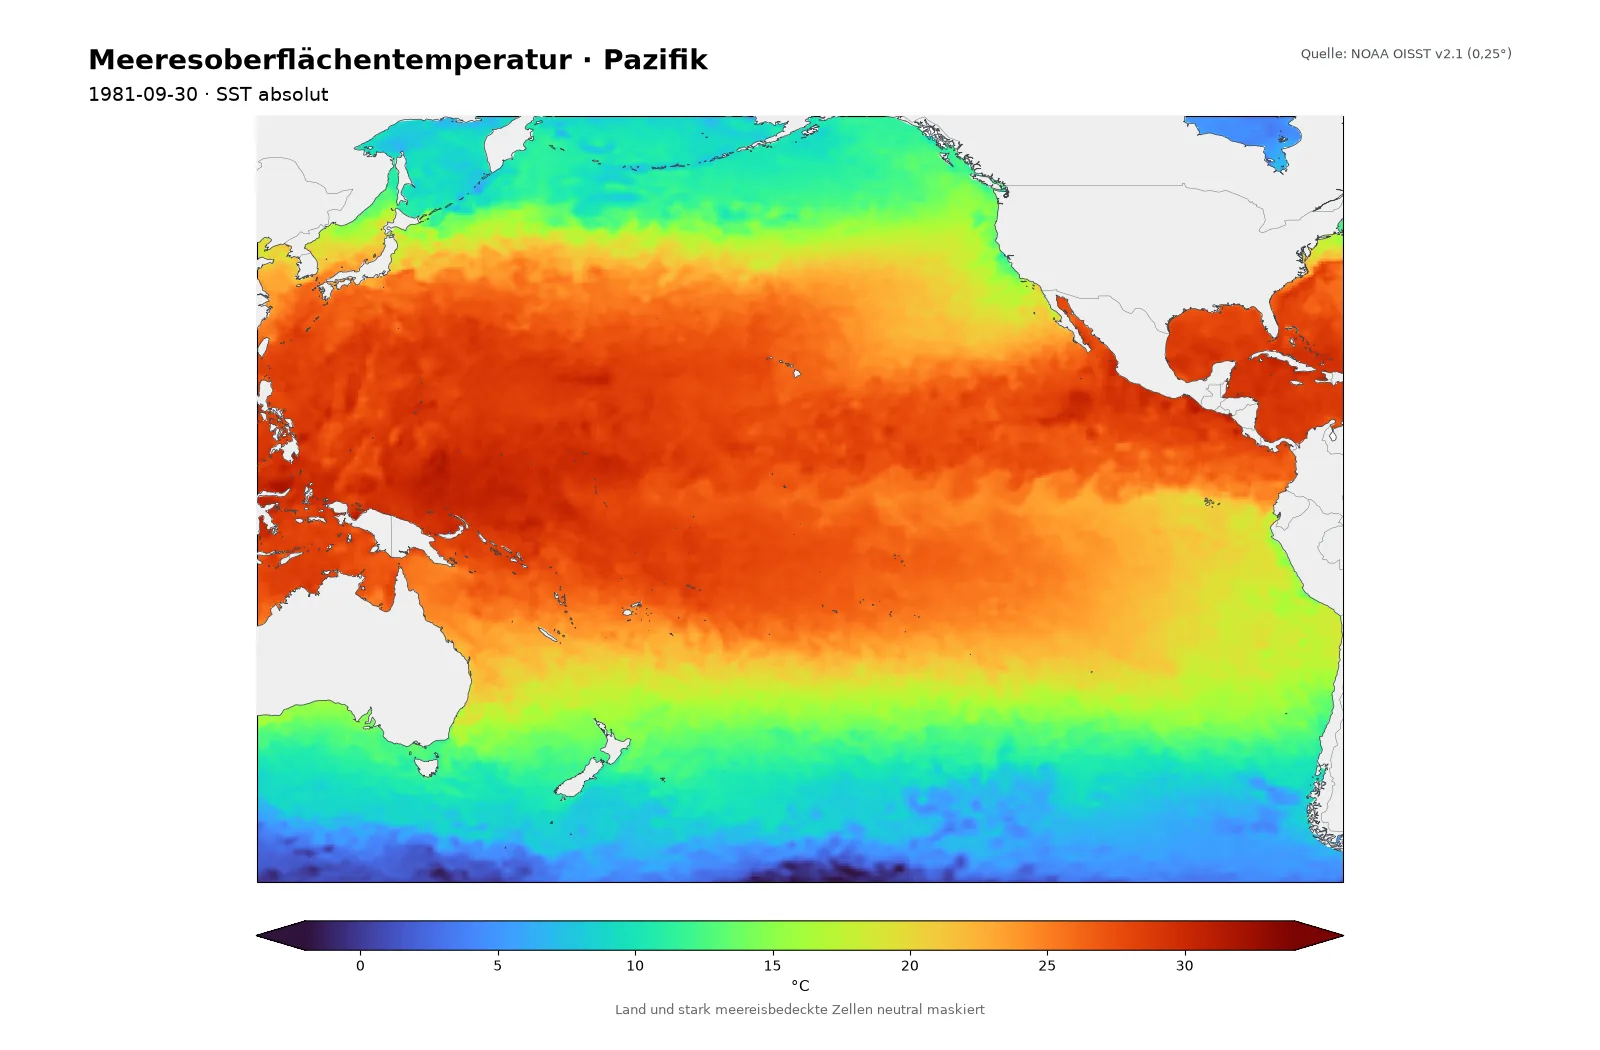 Meeresoberflächentemperatur · Pazifik
Quelle: NOAA OISST v2.1 (0,25°)
1981-09-30 · SST absolut
0 5 10 15 20 25 30
°C
Land und stark meereisbedeckte Zellen neutral maskiert